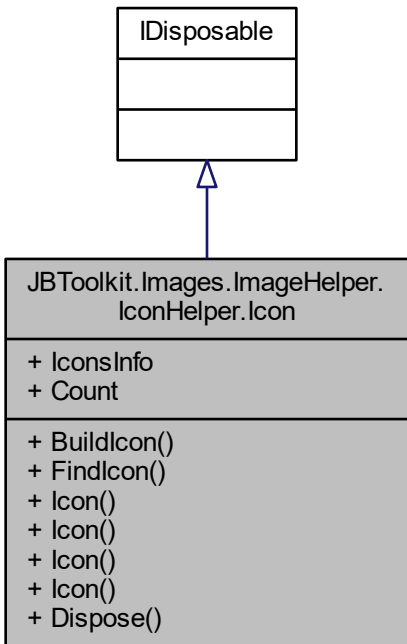 IDisposable
JBToolkit.Images.ImageHelper.
IconHelper.Icon
+ IconsInfo
+ Count
+ BuildIcon()
+ FindIcon()
+ Icon()
+ Icon()
+ Icon()
+ Icon()
+ Dispose()